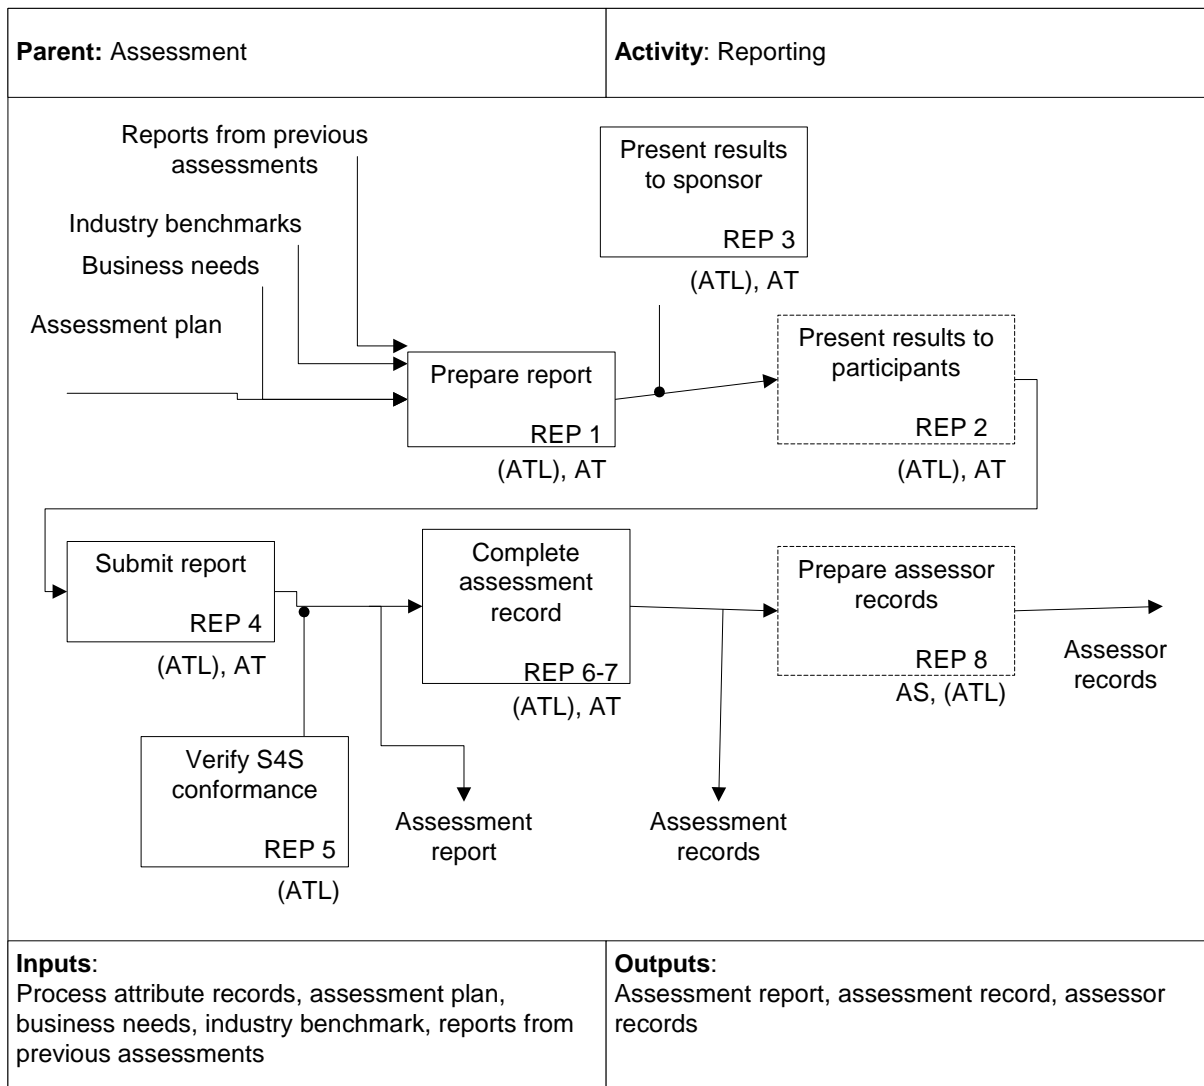 Parent: Assessment
Activity: Reporting
Reports from previous
assessments
Industry benchmarks
Business needs
Assessment plan
Present results
to sponsor
REP 3
(ATL), AT
Prepare report
REP 1
(ATL), AT
Present results to
participants
REP 2
(ATL), AT
Submit report
REP 4
(ATL), AT
Complete
assessment
record
REP 6-7
(ATL), AT
Prepare assessor
records
REP 8
AS, (ATL)
Assessor
records
Verify S4S
conformance
REP 5
(ATL)
Assessment
report
Assessment
records
Inputs:
Process attribute records, assessment plan,
business needs, industry benchmark, reports from
previous assessments
Outputs:
Assessment report, assessment record, assessor
records